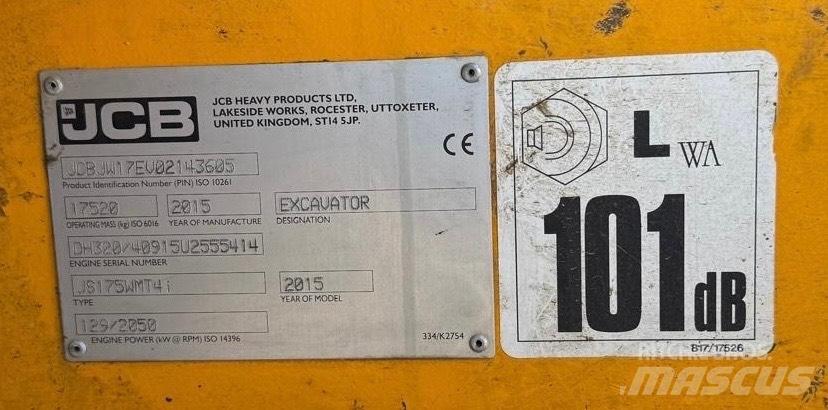 JCB
JCB HEAVY PRODUCTS LTD,
LAKESIDE WORKS, ROCESTER, UTTOXETER,
UNITED KINGDOM, ST14 5JP.
CE
JCBJW17EV02143605
Product Identification Number (PIN) ISO 10261
17520 2015 EXCAVATOR
OPERATING MASS (kg) ISO 6016 YEAR OF MANUFACTURE DESIGNATION
DH320/40915U2555414
ENGINE SERIAL NUMBER
JS175WMT4i 2015
TYPE YEAR OF MODEL
129/2050
ENGINE POWER (kW @ RPM) ISO 14396
334/K2754
L WA
101 dB
817/17526
RITCHIE BROS.
MASCUS